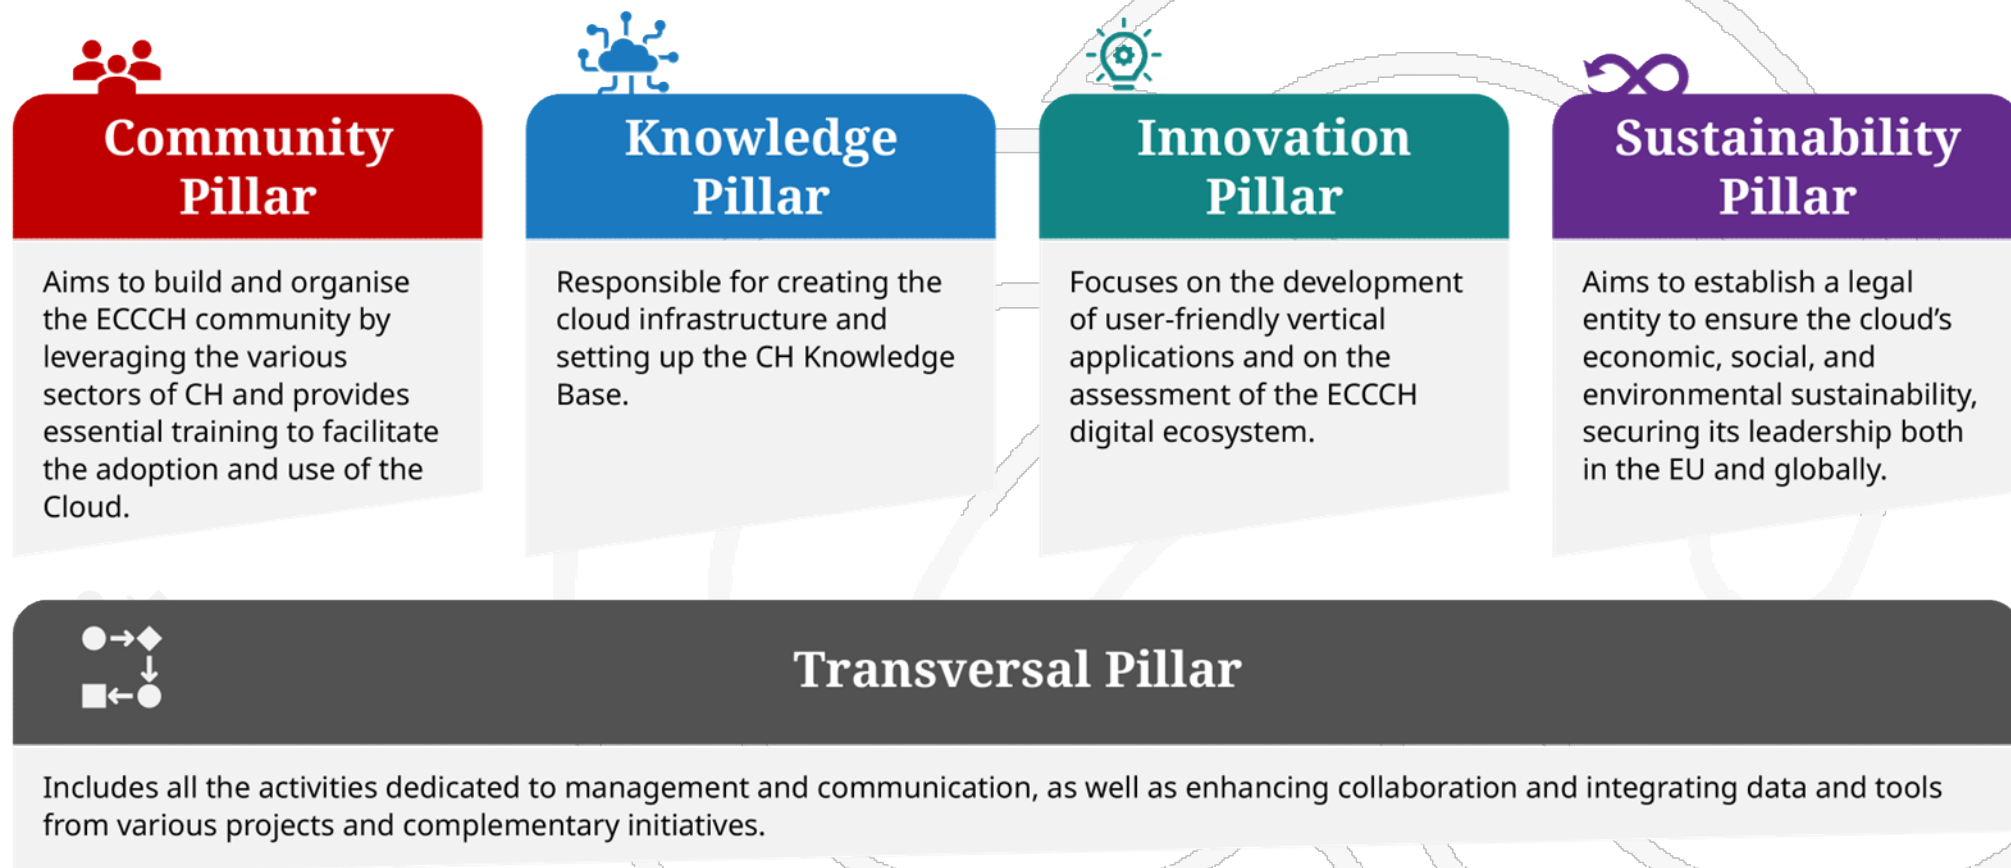 Community
Pillar
Aims to build and organise
the ECCCH community by
leveraging the various
sectors of CH and provides
essential training to facilitate
the adoption and use of the
Cloud.
Knowledge
Pillar
Responsible for creating the
cloud infrastructure and
setting up the CH Knowledge
Base.
Innovation
Pillar
Focuses on the development
of user-friendly vertical
applications and on the
assessment of the ECCCH
digital ecosystem.
Sustainability
Pillar
Aims to establish a legal
entity to ensure the cloud’s
economic, social, and
environmental sustainability,
securing its leadership both
in the EU and globally.
Transversal Pillar
Includes all the activities dedicated to management and communication, as well as enhancing collaboration and integrating data and tools
from various projects and complementary initiatives.